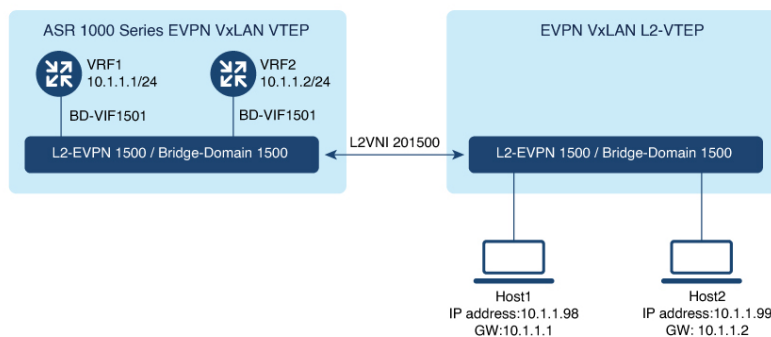 ASR 1000 Series EVPN VxLAN VTEP
VRF1
10.1.1.1/24
VRF2
10.1.1.2/24
BD-VIF1501
BD-VIF1501
L2-EVPN 1500 / Bridge-Domain 1500
L2VNI 201500
EVPN VxLAN L2-VTEP
L2-EVPN 1500 / Bridge-Domain 1500
Host1
IP address:10.1.1.98
GW:10.1.1.1
Host2
IP address:10.1.1.99
GW: 10.1.1.2